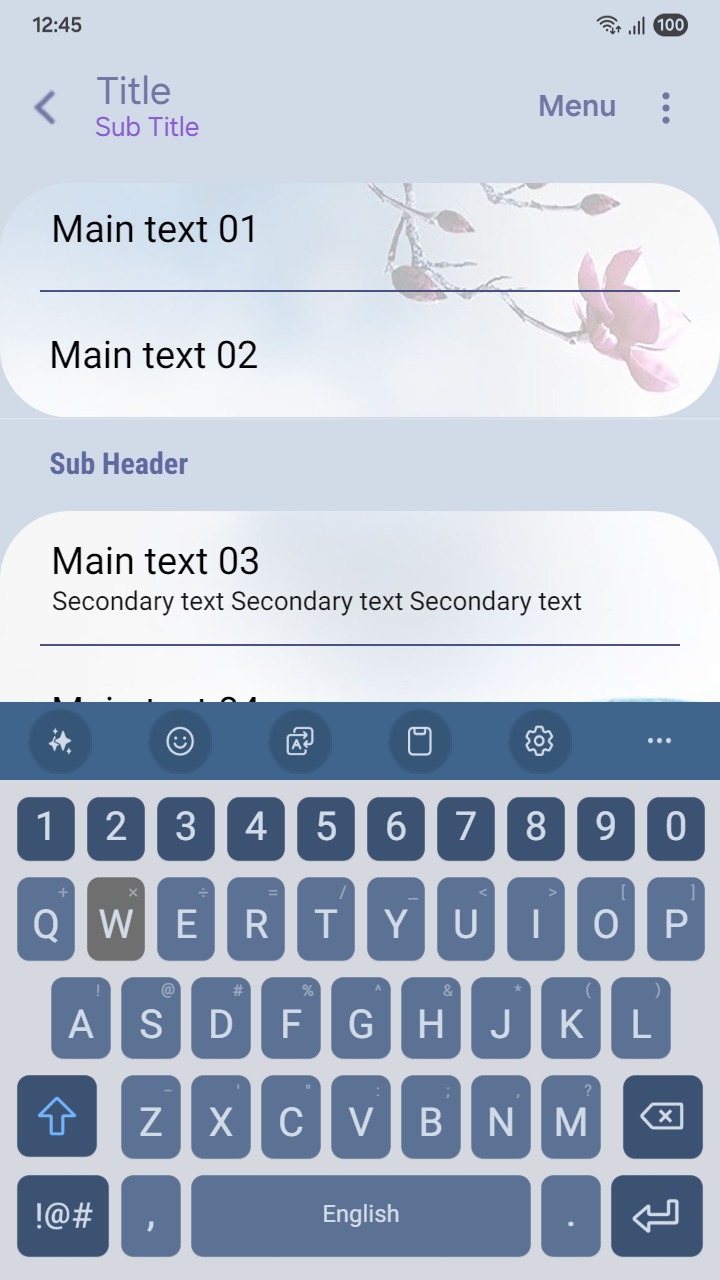 12:45
100
Title
Sub Title
Menu
Main text 01
Main text 02
Sub Header
Main text 03
Secondary text Secondary text Secondary text
1 2 3 4 5 6 7 8 9 0
+ × ÷ = / _ < > [ ]
Q W E R T Y U I O P
! @ # % ^ & * ( )
A S D F G H J K L
- ' " : ; , ?
Z X C V B N M
!@# , English .